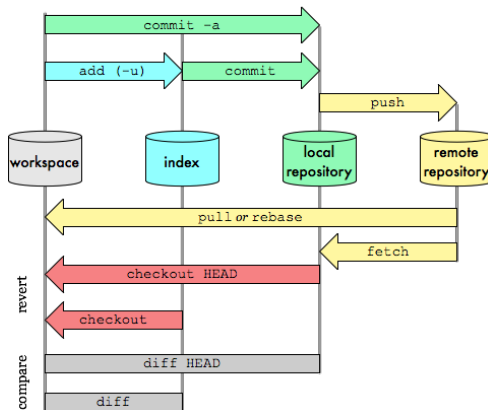 commit -a
add (-u)
commit
push
workspace
index
local
repository
remote
repository
pull or rebase
fetch
revert
checkout HEAD
checkout
compare
diff HEAD
diff